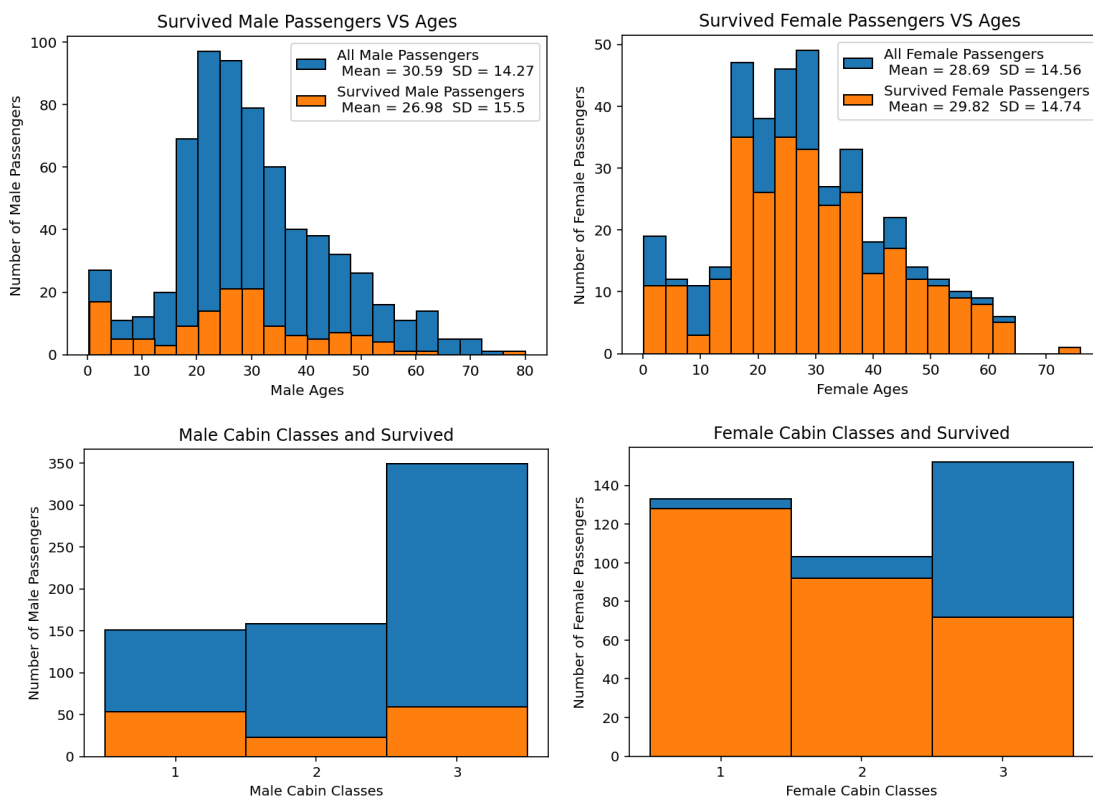 Survived Male Passengers VS Ages
All Male Passengers
Mean = 30.59 SD = 14.27
Survived Male Passengers
Mean = 26.98 SD = 15.5
Number of Male Passengers
100
80
60
40
20
0
0 10 20 30 40 50 60 70 80
Male Ages
Survived Female Passengers VS Ages
All Female Passengers
Mean = 28.69 SD = 14.56
Survived Female Passengers
Mean = 29.82 SD = 14.74
Number of Female Passengers
50
40
30
20
10
0
0 10 20 30 40 50 60 70
Female Ages
Male Cabin Classes and Survived
Number of Male Passengers
350
300
250
200
150
100
50
0
1 2 3
Male Cabin Classes
Female Cabin Classes and Survived
Number of Female Passengers
140
120
100
80
60
40
20
0
1 2 3
Female Cabin Classes